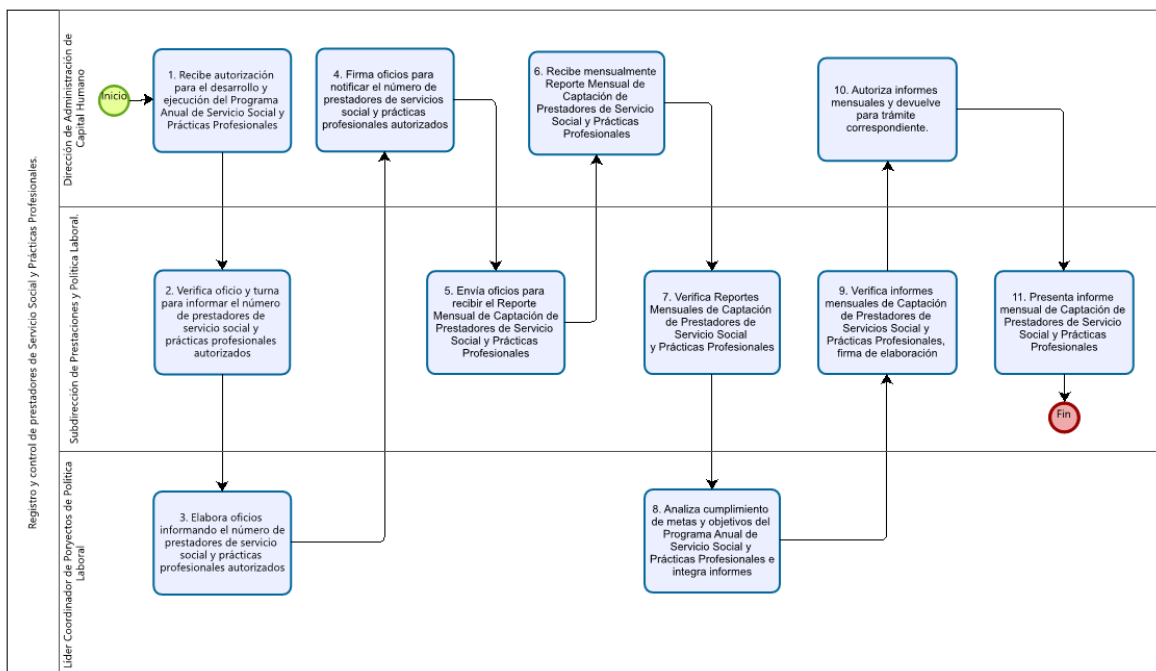 Registro y control de prestadores de Servicio Social y Prácticas Profesionales.
Dirección de Administración de
Capital Humano
Inicio
1. Recibe autorización
para el desarrollo y
ejecución del Programa
Anual de Servicio Social y
Prácticas Profesionales
4. Firma oficios para
notificar el número de
prestadores de servicios
social y prácticas
profesionales autorizados
6. Recibe mensualmente
Reporte Mensual de
Captación de
Prestadores de Servicio
Social y Prácticas
Profesionales
10. Autoriza informes
mensuales y devuelve
para trámite
correspondiente.
Subdirección de Prestaciones y Política Laboral.
2. Verifica oficio y turna
para informar el número
de prestadores de
servicio social y
prácticas profesionales
autorizados
5. Envía oficios para
recibir el Reporte
Mensual de Captación de
Prestadores de Servicio
Social y Prácticas
Profesionales
7. Verifica Reportes
Mensuales de Captación
de Prestadores de
Servicio Social
y Prácticas Profesionales
9. Verifica informes
mensuales de Captación
de Prestadores de
Servicios Social y
Prácticas Profesionales,
firma de elaboración
11. Presenta informe
mensual de Captación de
Prestadores de Servicio
Social y Prácticas
Profesionales
Fin
Líder Coordinador de Poryectos de Política
Laboral
3. Elabora oficios
informando el número de
prestadores de servicio
social y prácticas
profesionales autorizados
8. Analiza cumplimiento
de metas y objetivos del
Programa Anual de
Servicio Social y
Prácticas Profesionales e
integra informes